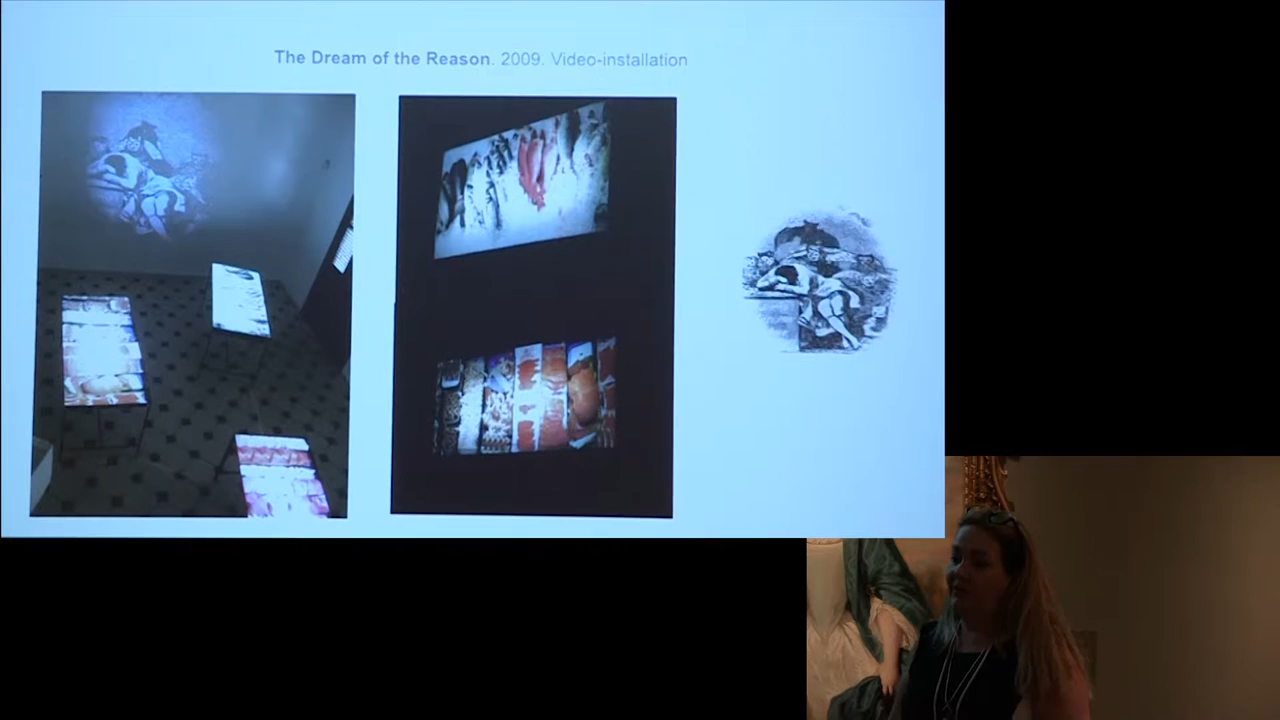 The Dream of the Reason. 2009. Video-installation